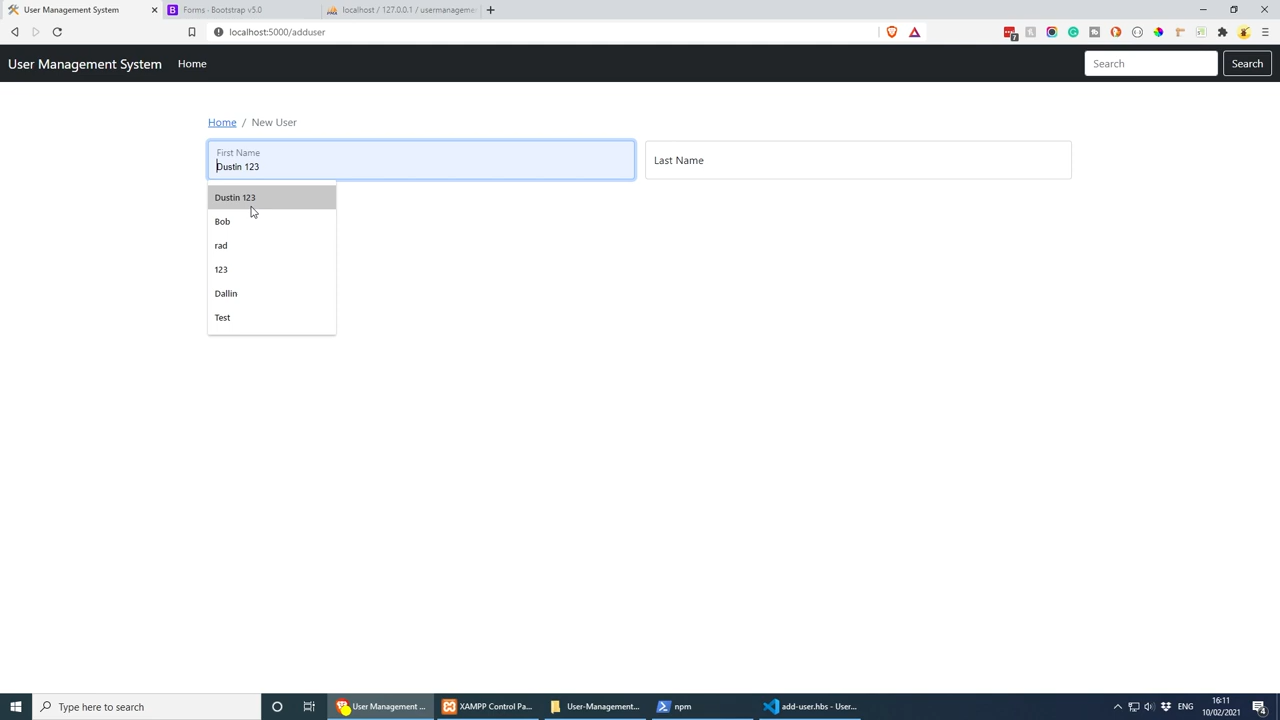 User Management System
Forms · Bootstrap v5.0
localhost / 127.0.0.1 / usermanageme
localhost:5000/adduser
7
User Management System
Home
Search
Search
Home / New User
First Name
Dustin 123
Last Name
Dustin 123
Bob
rad
123
Dallin
Test
Type here to search
User Management ...
XAMPP Control Pa...
User-Management...
npm
add-user.hbs - User...
ENG
16:11
10/02/2021
4